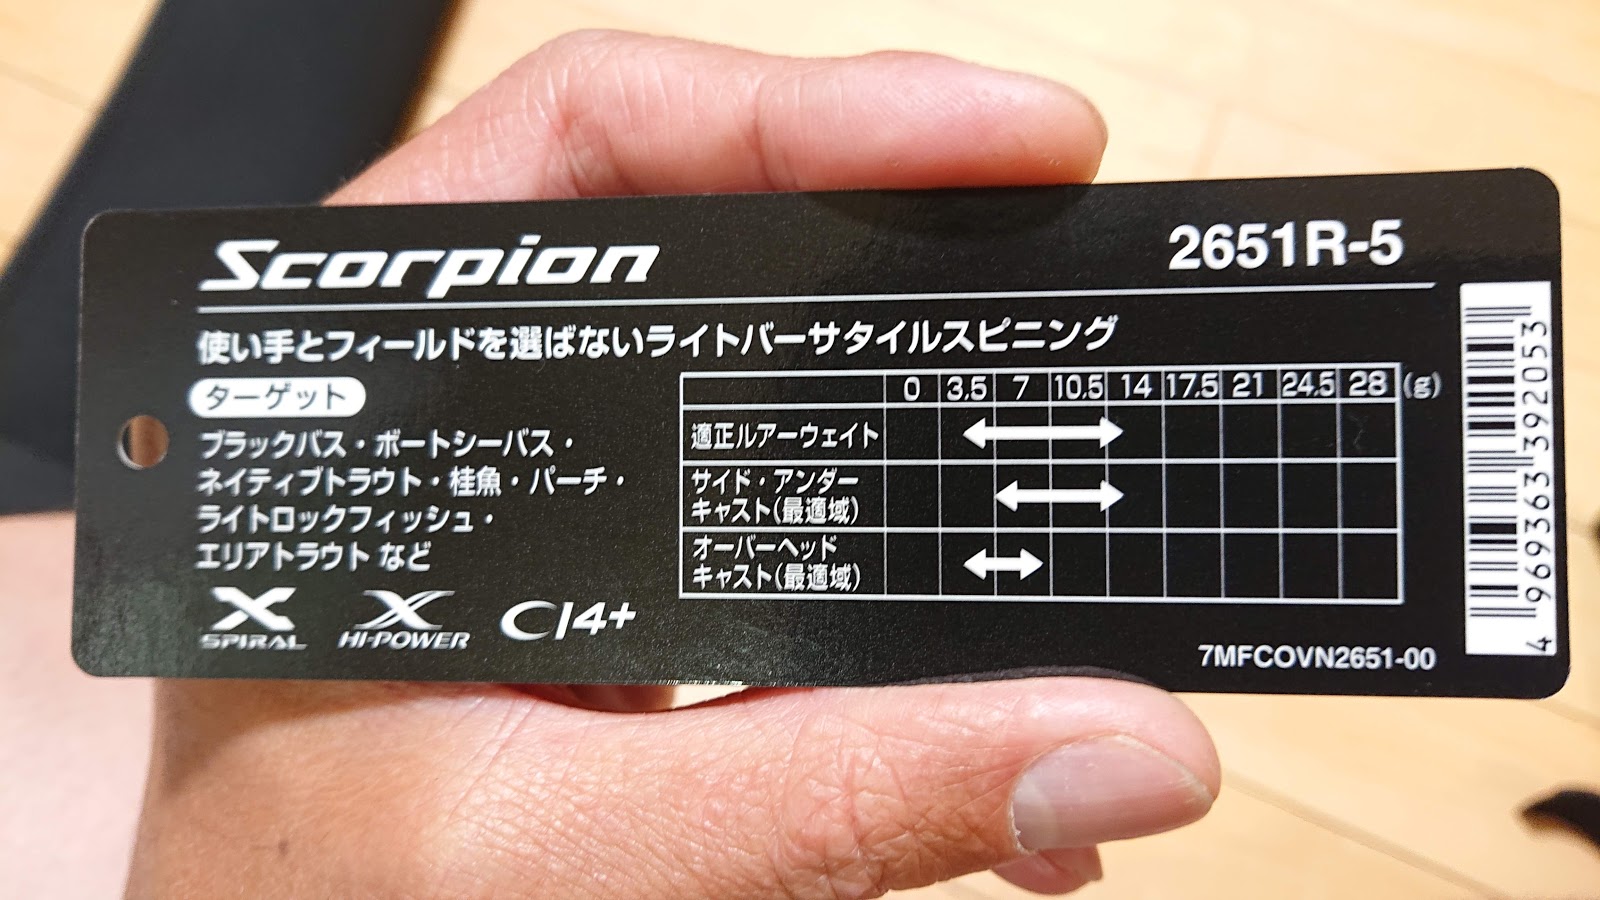 Scorpion 2651R-5
使い手とフィールドを選ばないライトバーサタイルスピニング
ターゲット
ブラックバス・ボートシーバス・
ネイティブトラウト・桂魚・パーチ・
ライトロックフィッシュ・
エリアトラウト など
0 3.5 7 10.5 14 17.5 21 24.5 28 (g)
適正ルアーウェイト
サイド・アンダー
キャスト(最適域)
オーバーヘッド
キャスト(最適域)
X SPIRAL X HI-POWER CI4+
7MFCOVN2651-00
4 969363 392053